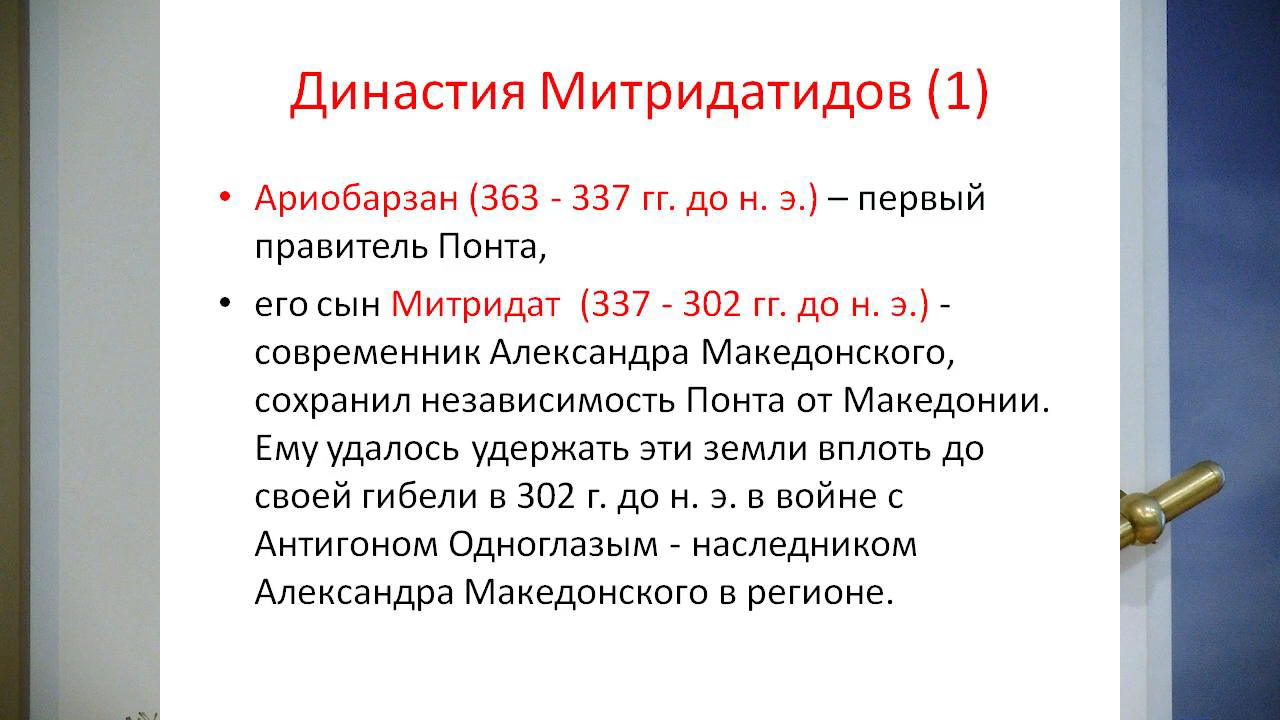 Династия Митридатидов (1)
• Ариобарзан (363 - 337 гг. до н. э.) – первый
правитель Понта,
• его сын Митридат  (337 - 302 гг. до н. э.) -
современник Александра Македонского,
сохранил независимость Понта от Македонии.
Ему удалось удержать эти земли вплоть до
своей гибели в 302 г. до н. э. в войне с
Антигоном Одноглазым - наследником
Александра Македонского в регионе.